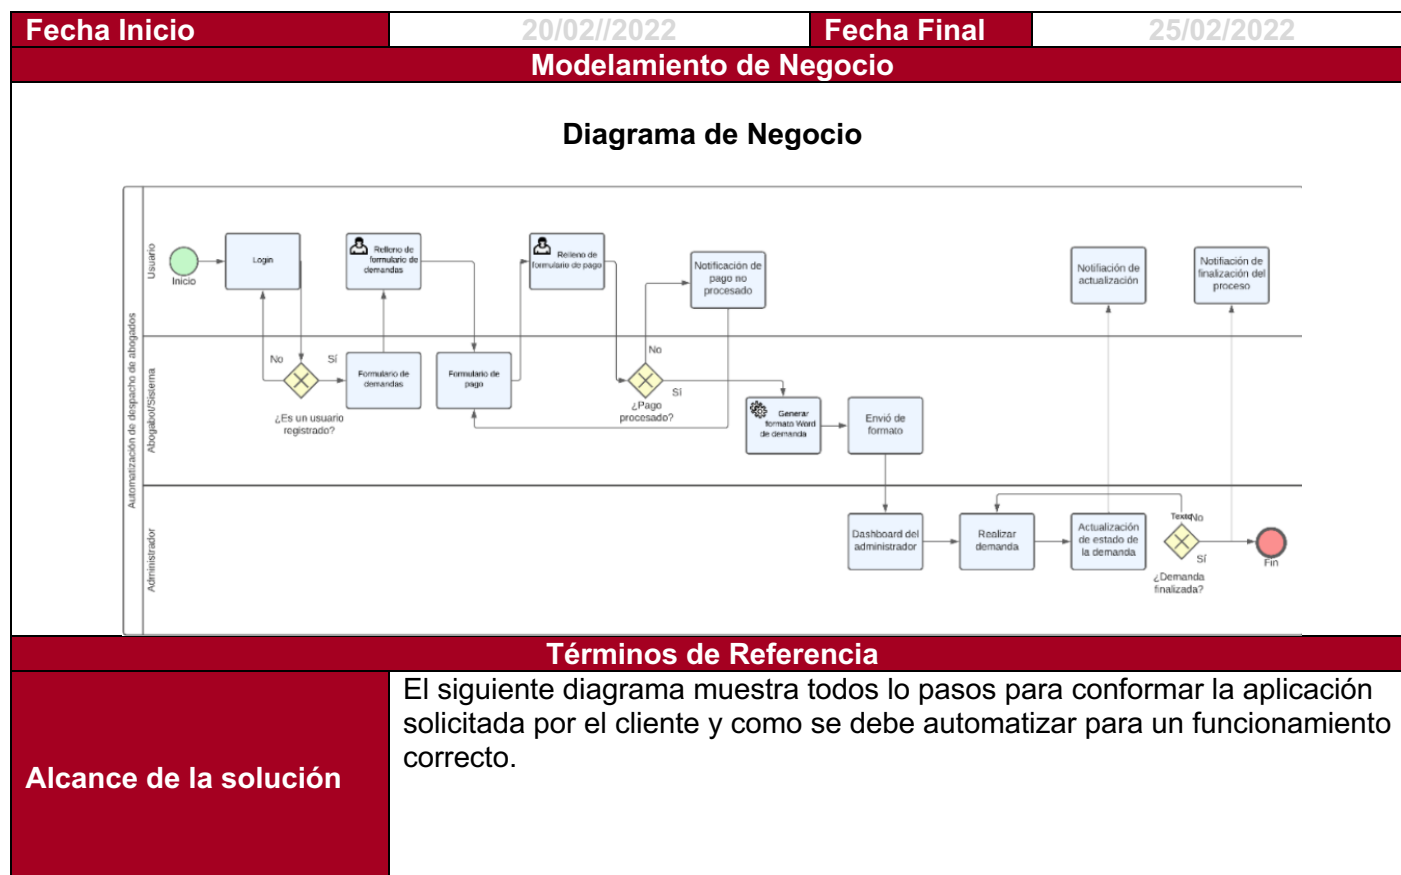 Fecha Inicio 20/02//2022 Fecha Final 25/02/2022
Modelamiento de Negocio
Diagrama de Negocio
Automatización de despacho de abogados
Usuario
Inicio
Login
Relleno de
formulario de
demandas
Relleno de
formulario de pago
Notificación de
pago no
procesado
Notifiación de
actualización
Notifiación de
finalización del
proceso
Abogabot/Sistema
No
Sí
¿Es un usuario
registrado?
Formulario de
demandas
Formulario de
pago
No
Sí
¿Pago
procesado?
Generar
formato Word
de demanda
Envió de
formato
Administrador
Dashboard del
administrador
Realizar
demanda
Actualización
de estado de
la demanda
Texto
No
Sí
¿Demanda
finalizada?
Fin
Términos de Referencia
Alcance de la solución
El siguiente diagrama muestra todos lo pasos para conformar la aplicación
solicitada por el cliente y como se debe automatizar para un funcionamiento
correcto.